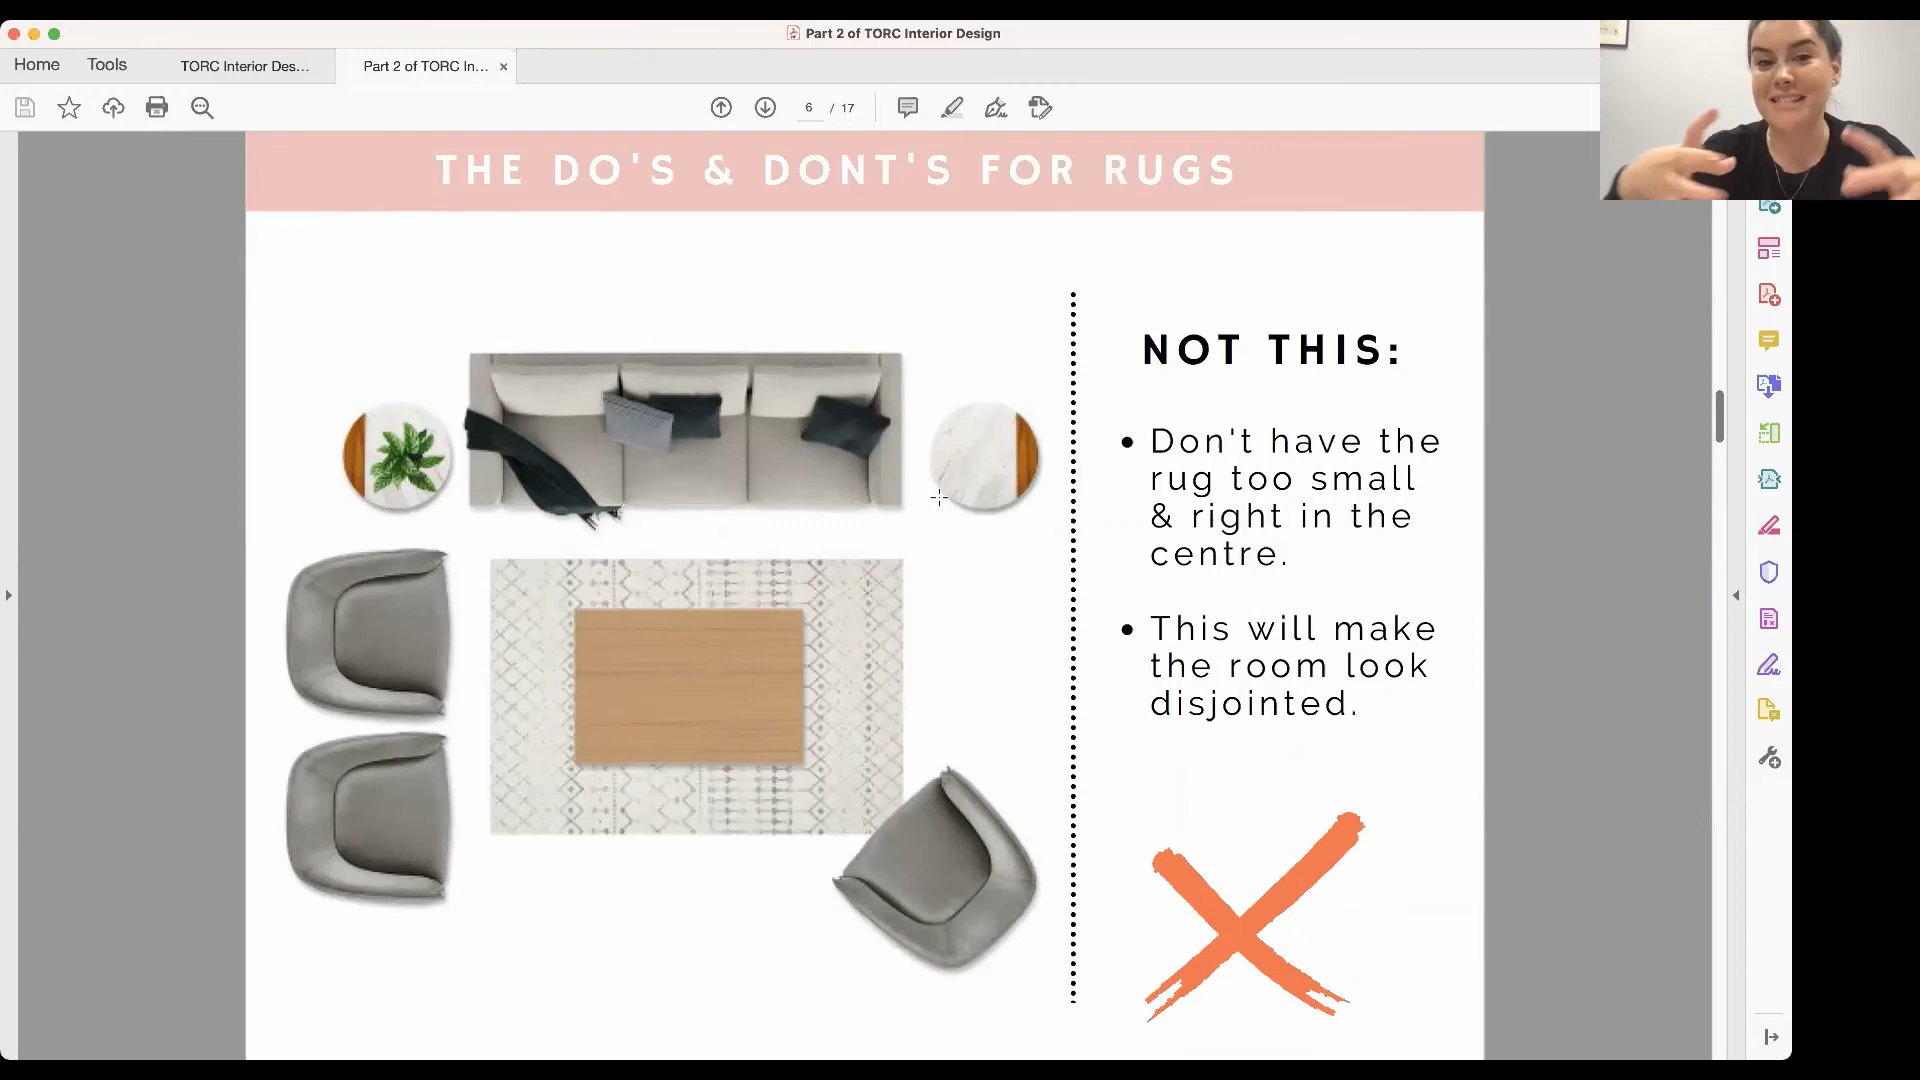 Part 2 of TORC Interior Design
Home
Tools
TORC Interior Des...
Part 2 of TORC In...
6 / 17
THE DO'S & DONT'S FOR RUGS
NOT THIS:
• Don't have the
rug too small
& right in the
centre.
• This will make
the room look
disjointed.